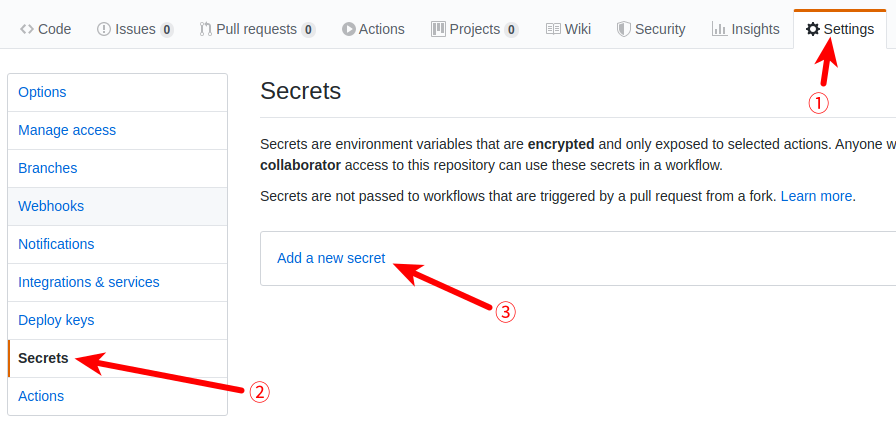 Code Issues 0 Pull requests 0 Actions Projects 0 Wiki Security Insights Settings
①
Options
Manage access
Branches
Webhooks
Notifications
Integrations & services
Deploy keys
Secrets
Actions
②
Secrets
Secrets are environment variables that are encrypted and only exposed to selected actions. Anyone w
collaborator access to this repository can use these secrets in a workflow.
Secrets are not passed to workflows that are triggered by a pull request from a fork. Learn more.
Add a new secret
③